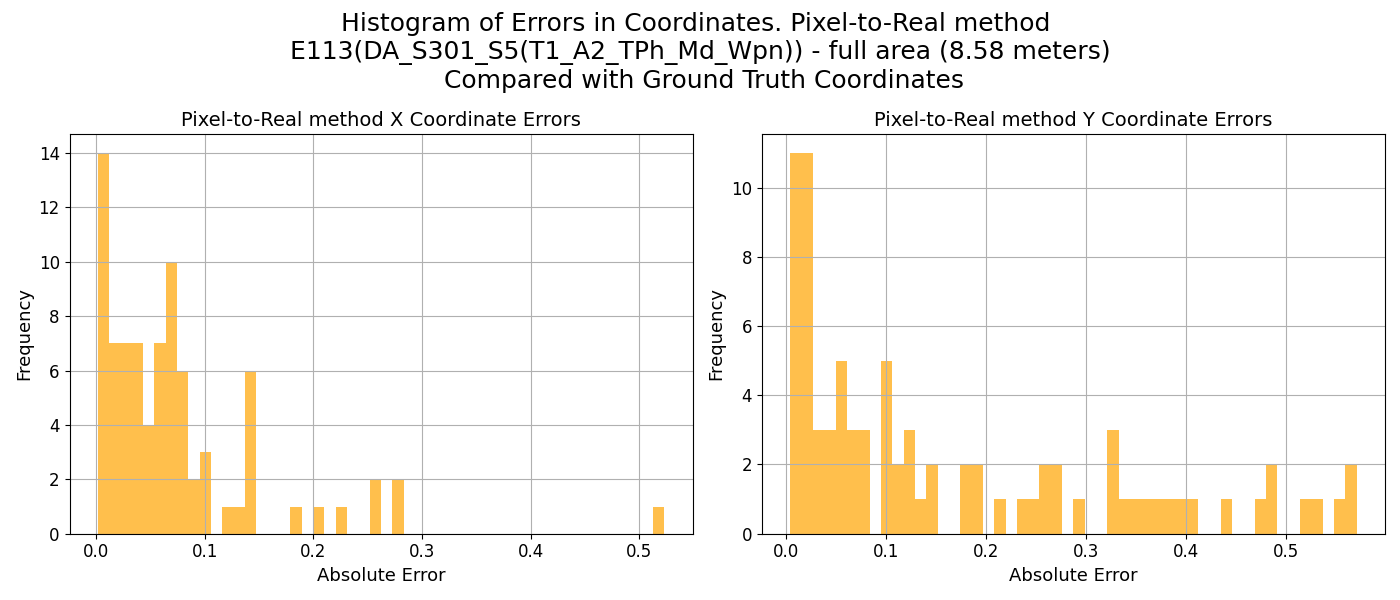 Histogram of Errors in Coordinates. Pixel-to-Real method
E113(DA_S301_S5(T1_A2_TPh_Md_Wpn)) - full area (8.58 meters)
Compared with Ground Truth Coordinates
Pixel-to-Real method X Coordinate Errors
14
12
10
8
6
4
2
0
Frequency
0.0 0.1 0.2 0.3 0.4 0.5
Absolute Error
Pixel-to-Real method Y Coordinate Errors
10
8
6
4
2
0
Frequency
0.0 0.1 0.2 0.3 0.4 0.5
Absolute Error